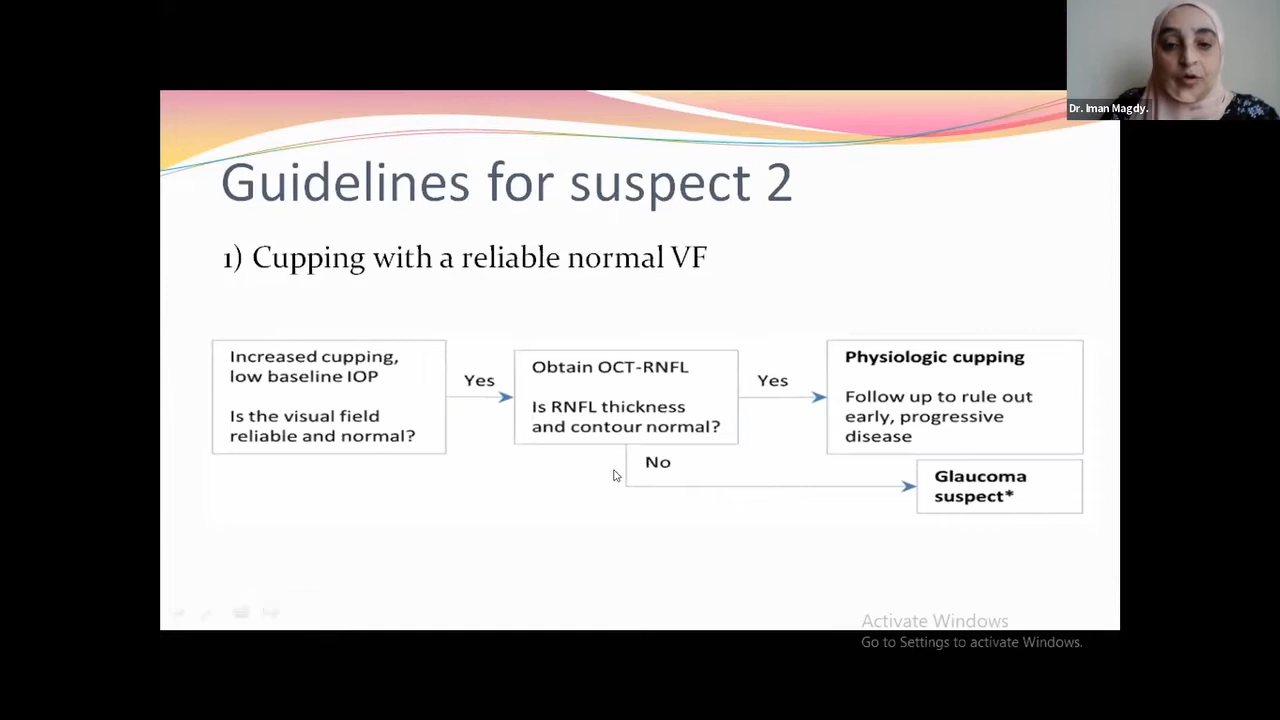 Dr. Iman Magdy.
Guidelines for suspect 2
1) Cupping with a reliable normal VF
Increased cupping,
low baseline IOP
Is the visual field
reliable and normal?
Yes
Obtain OCT-RNFL
Is RNFL thickness
and contour normal?
Yes
Physiologic cupping
Follow up to rule out
early, progressive
disease
No
Glaucoma
suspect*
Activate Windows
Go to Settings to activate Windows.